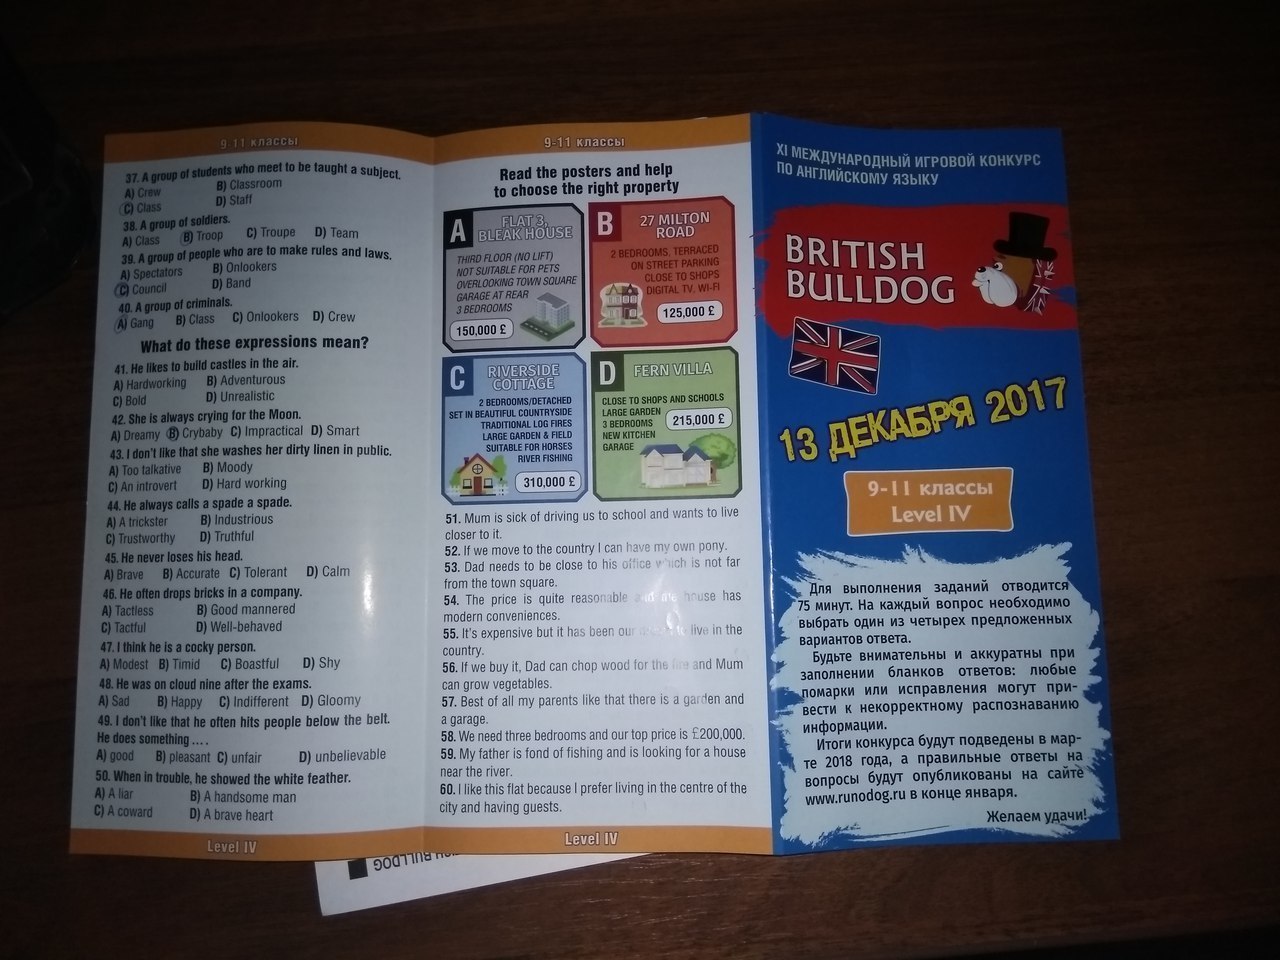 9-11 классы
37. A group of students who meet to be taught a subject.
A) Crew B) Classroom
C) Class D) Staff
38. A group of soldiers.
A) Class B) Troop C) Troupe D) Team
39. A group of people who are to make rules and laws.
A) Spectators B) Onlookers
C) Council D) Band
40. A group of criminals.
A) Gang B) Class C) Onlookers D) Crew
What do these expressions mean?
41. He likes to build castles in the air.
A) Hardworking B) Adventurous
C) Bold D) Unrealistic
42. She is always crying for the Moon.
A) Dreamy B) Crybaby C) Impractical D) Smart
43. I don't like that she washes her dirty linen in public.
A) Too talkative B) Moody
C) An introvert D) Hard working
44. He always calls a spade a spade.
A) A trickster B) Industrious
C) Trustworthy D) Truthful
45. He never loses his head.
A) Brave B) Accurate C) Tolerant D) Calm
46. He often drops bricks in a company.
A) Tactless B) Good mannered
C) Tactful D) Well-behaved
47. I think he is a cocky person.
A) Modest B) Timid C) Boastful D) Shy
48. He was on cloud nine after the exams.
A) Sad B) Happy C) Indifferent D) Gloomy
49. I don't like that he often hits people below the belt.
He does something ....
A) good B) pleasant C) unfair D) unbelievable
50. When in trouble, he showed the white feather.
A) A liar B) A handsome man
C) A coward D) A brave heart
Level IV
9-11 классы
Read the posters and help
to choose the right property
A
FLAT 3,
BLEAK HOUSE
THIRD FLOOR (NO LIFT)
NOT SUITABLE FOR PETS
OVERLOOKING TOWN SQUARE
GARAGE AT REAR
3 BEDROOMS
150,000 £
B
27 MILTON
ROAD
2 BEDROOMS, TERRACED
ON STREET PARKING
CLOSE TO SHOPS
DIGITAL TV, WI-FI
125,000 £
C
RIVERSIDE
COTTAGE
2 BEDROOMS/DETACHED
SET IN BEAUTIFUL COUNTRYSIDE
TRADITIONAL LOG FIRES
LARGE GARDEN & FIELD
SUITABLE FOR HORSES
RIVER FISHING
310,000 £
D
FERN VILLA
CLOSE TO SHOPS AND SCHOOLS
LARGE GARDEN
3 BEDROOMS
NEW KITCHEN
GARAGE
215,000 £
51. Mum is sick of driving us to school and wants to live
closer to it.
52. If we move to the country I can have my own pony.
53. Dad needs to be close to his office which is not far
from the town square.
54. The price is quite reasonable house has
modern conveniences.
55. It's expensive but it has been our to live in the
country.
56. If we buy it, Dad can chop wood for the fire and Mum
can grow vegetables.
57. Best of all my parents like that there is a garden and
a garage.
58. We need three bedrooms and our top price is £200,000.
59. My father is fond of fishing and is looking for a house
near the river.
60. I like this flat because I prefer living in the centre of the
city and having guests.
Level IV
XI МЕЖДУНАРОДНЫЙ ИГРОВОЙ КОНКУРС
ПО АНГЛИЙСКОМУ ЯЗЫКУ
BRITISH
BULLDOG
13 ДЕКАБРЯ 2017
9-11 классы
Level IV
Для выполнения заданий отводится
75 минут. На каждый вопрос необходимо
выбрать один из четырех предложенных
вариантов ответа.
Будьте внимательны и аккуратны при
заполнении бланков ответов: любые
помарки или исправления могут при-
вести к некорректному распознаванию
информации.
Итоги конкурса будут подведены в мар-
те 2018 года, а правильные ответы на
вопросы будут опубликованы на сайте
www.runodog.ru в конце января.
Желаем удачи!
BULLDOG